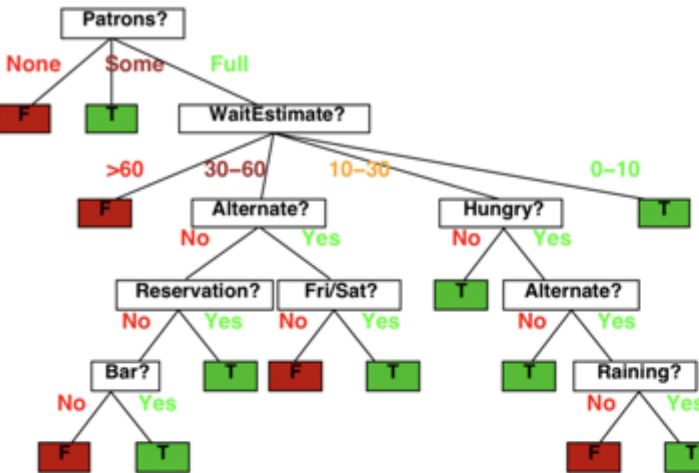 Patrons?
None Some Full
F T WaitEstimate?
>60 30–60 10–30 0–10
F Alternate? Hungry? T
No Yes No Yes
Reservation? Fri/Sat? T Alternate?
No Yes No Yes No Yes
Bar? T F T T Raining?
No Yes No Yes
F T F T